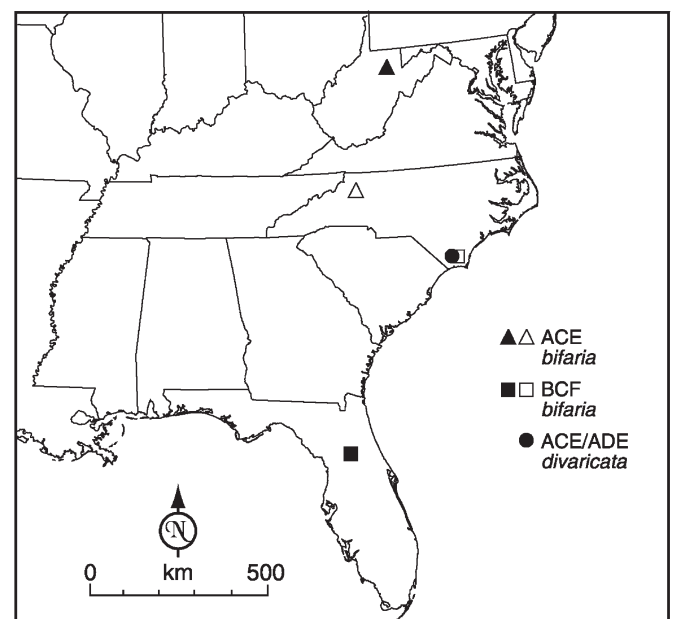 ACE
bifaria
BCF
bifaria
ACE/ADE
divaricata
N
0 km 500